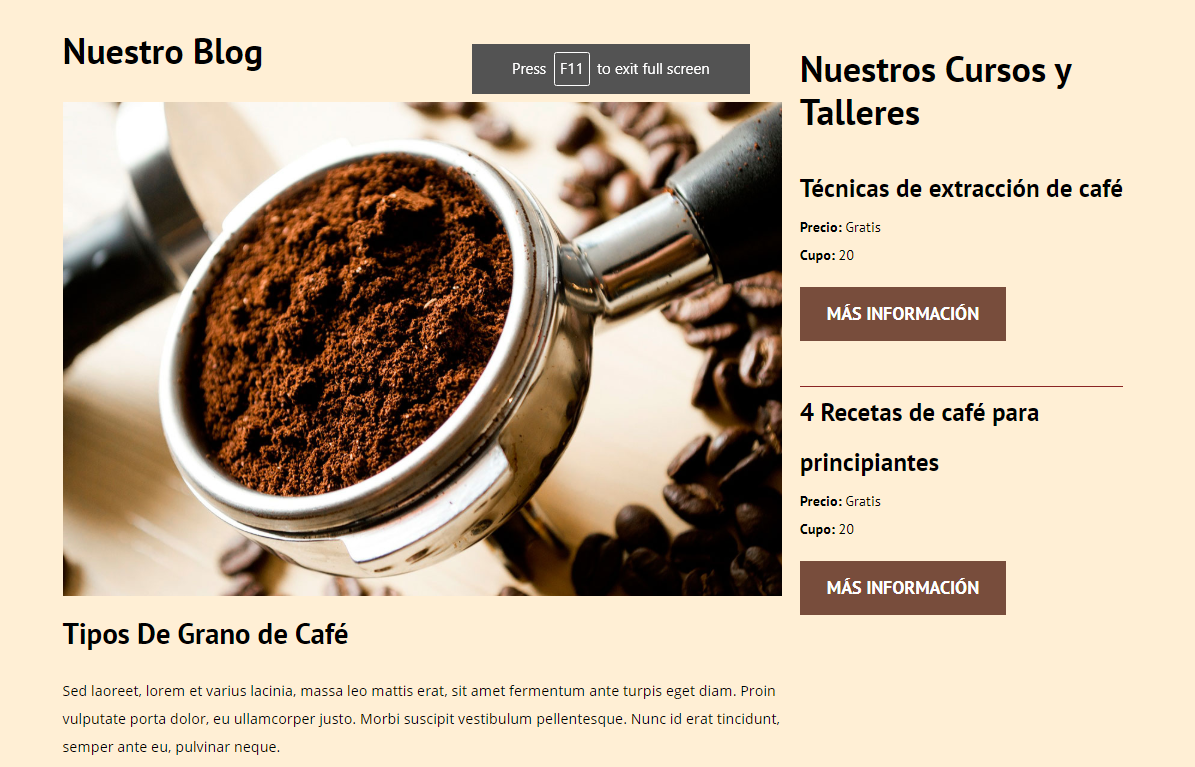 Nuestro Blog
Press F11 to exit full screen
Tipos De Grano de Café
Sed laoreet, lorem et varius lacinia, massa leo mattis erat, sit amet fermentum ante turpis eget diam. Proin
vulputate porta dolor, eu ullamcorper justo. Morbi suscipit vestibulum pellentesque. Nunc id erat tincidunt,
semper ante eu, pulvinar neque.
Nuestros Cursos y
Talleres
Técnicas de extracción de café
Precio: Gratis
Cupo: 20
MÁS INFORMACIÓN
4 Recetas de café para
principiantes
Precio: Gratis
Cupo: 20
MÁS INFORMACIÓN